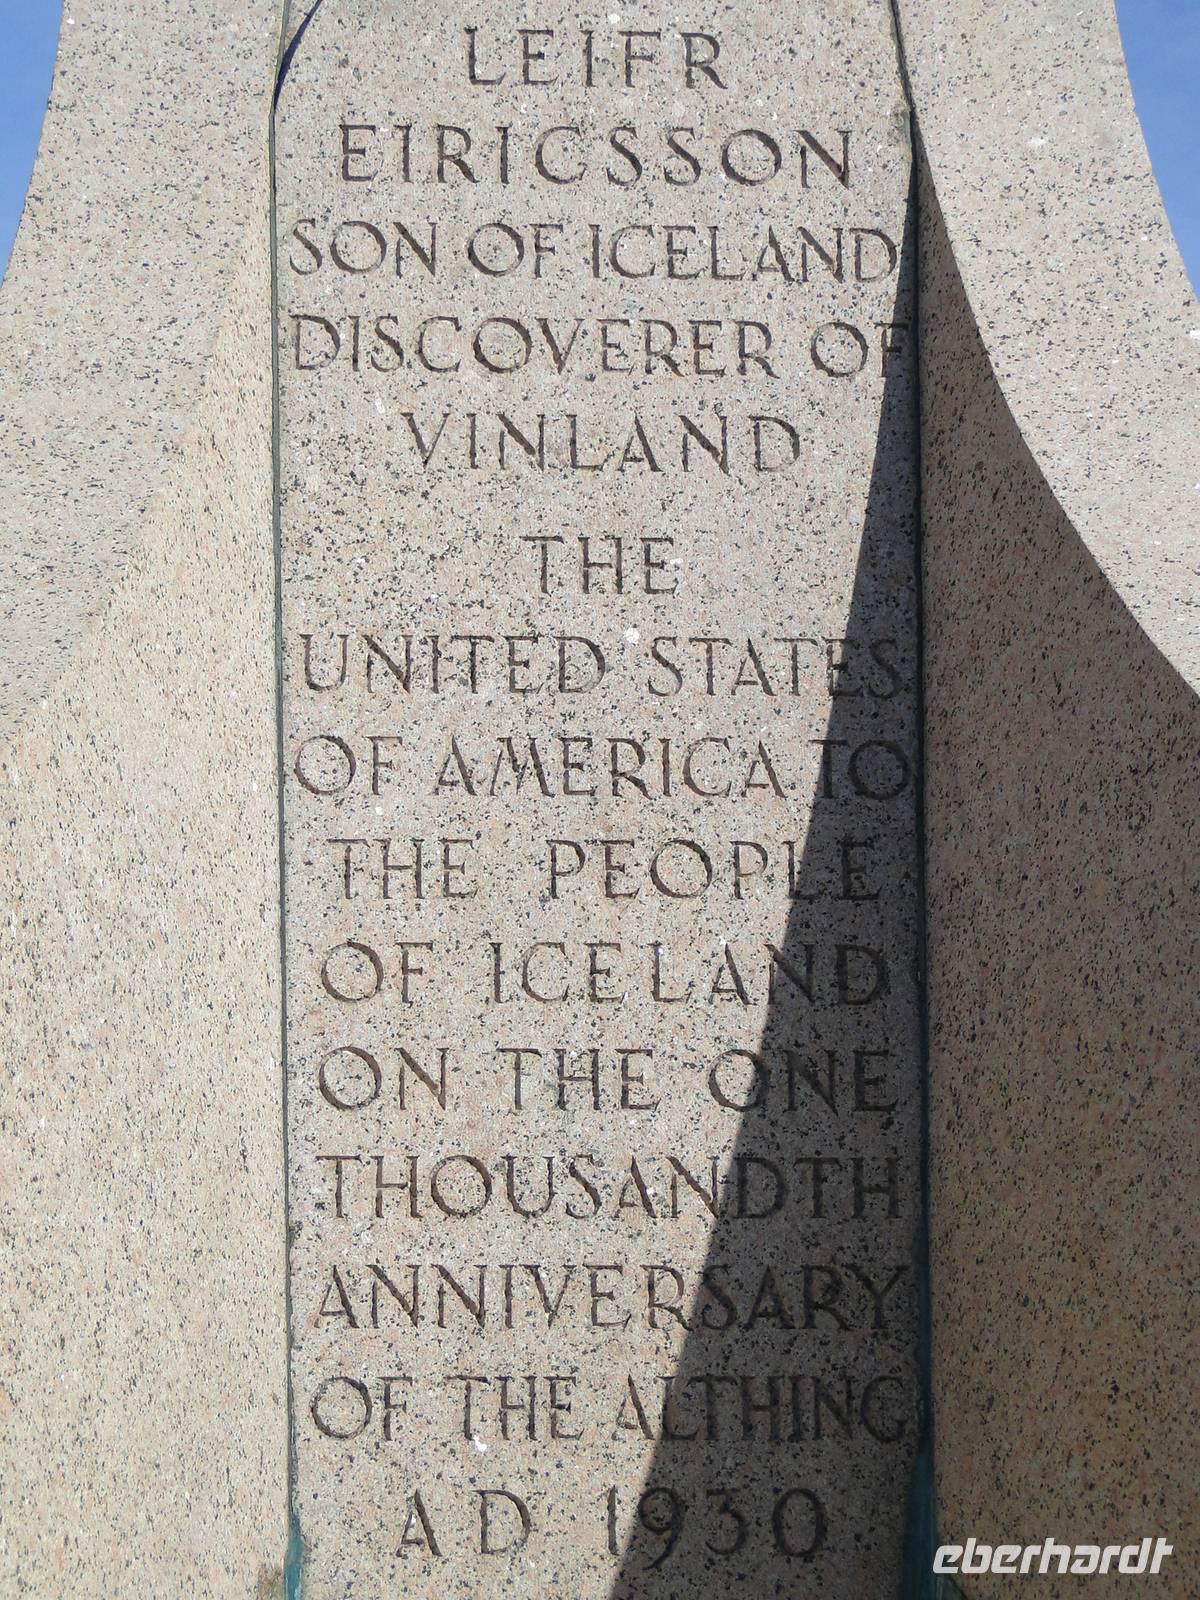 LEIFR
EIRICSSON
SON OF ICELAND
DISCOVERER OF
VINLAND
THE
UNITED STATES
OF AMERICA TO
THE PEOPLE
OF ICELAND
ON THE ONE
THOUSANDTH
ANNIVERSARY
OF THE ALTHING
AD 1930
eberhardt